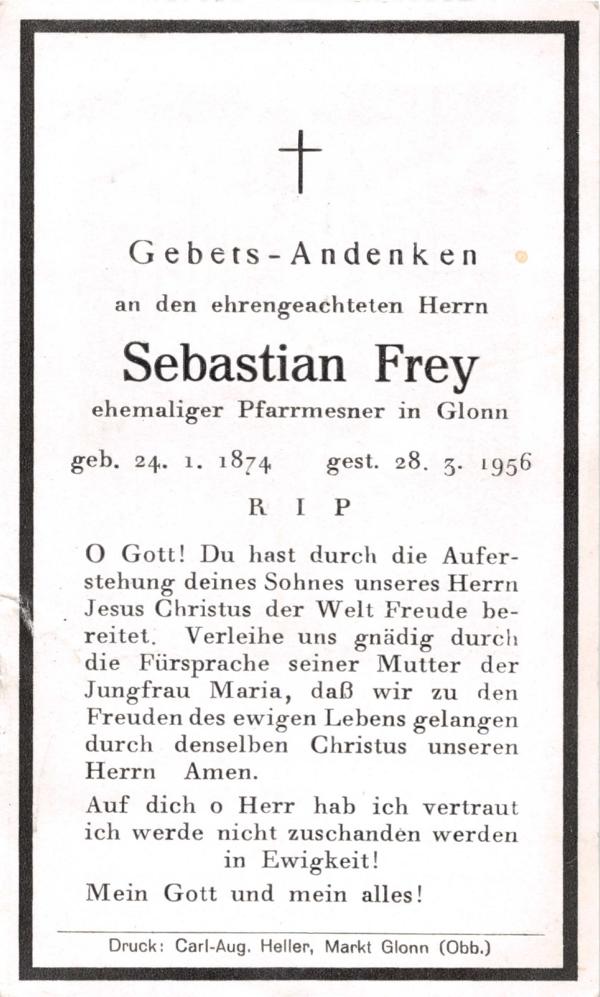 Gebets-Andenken
an den ehrengeachteten Herrn
Sebastian Frey
ehemaliger Pfarrmesner in Glonn
geb. 24. 1. 1874 gest. 28. 3. 1956
R I P
O Gott! Du hast durch die Aufer-
stehung deines Sohnes unseres Herrn
Jesus Christus der Welt Freude be-
reitet. Verleihe uns gnädig durch
die Fürsprache seiner Mutter der
Jungfrau Maria, daß wir zu den
Freuden des ewigen Lebens gelangen
durch denselben Christus unseren
Herrn Amen.
Auf dich o Herr hab ich vertraut
ich werde nicht zuschanden werden
in Ewigkeit!
Mein Gott und mein alles!
Druck: Carl-Aug. Heller, Markt Glonn (Obb.)